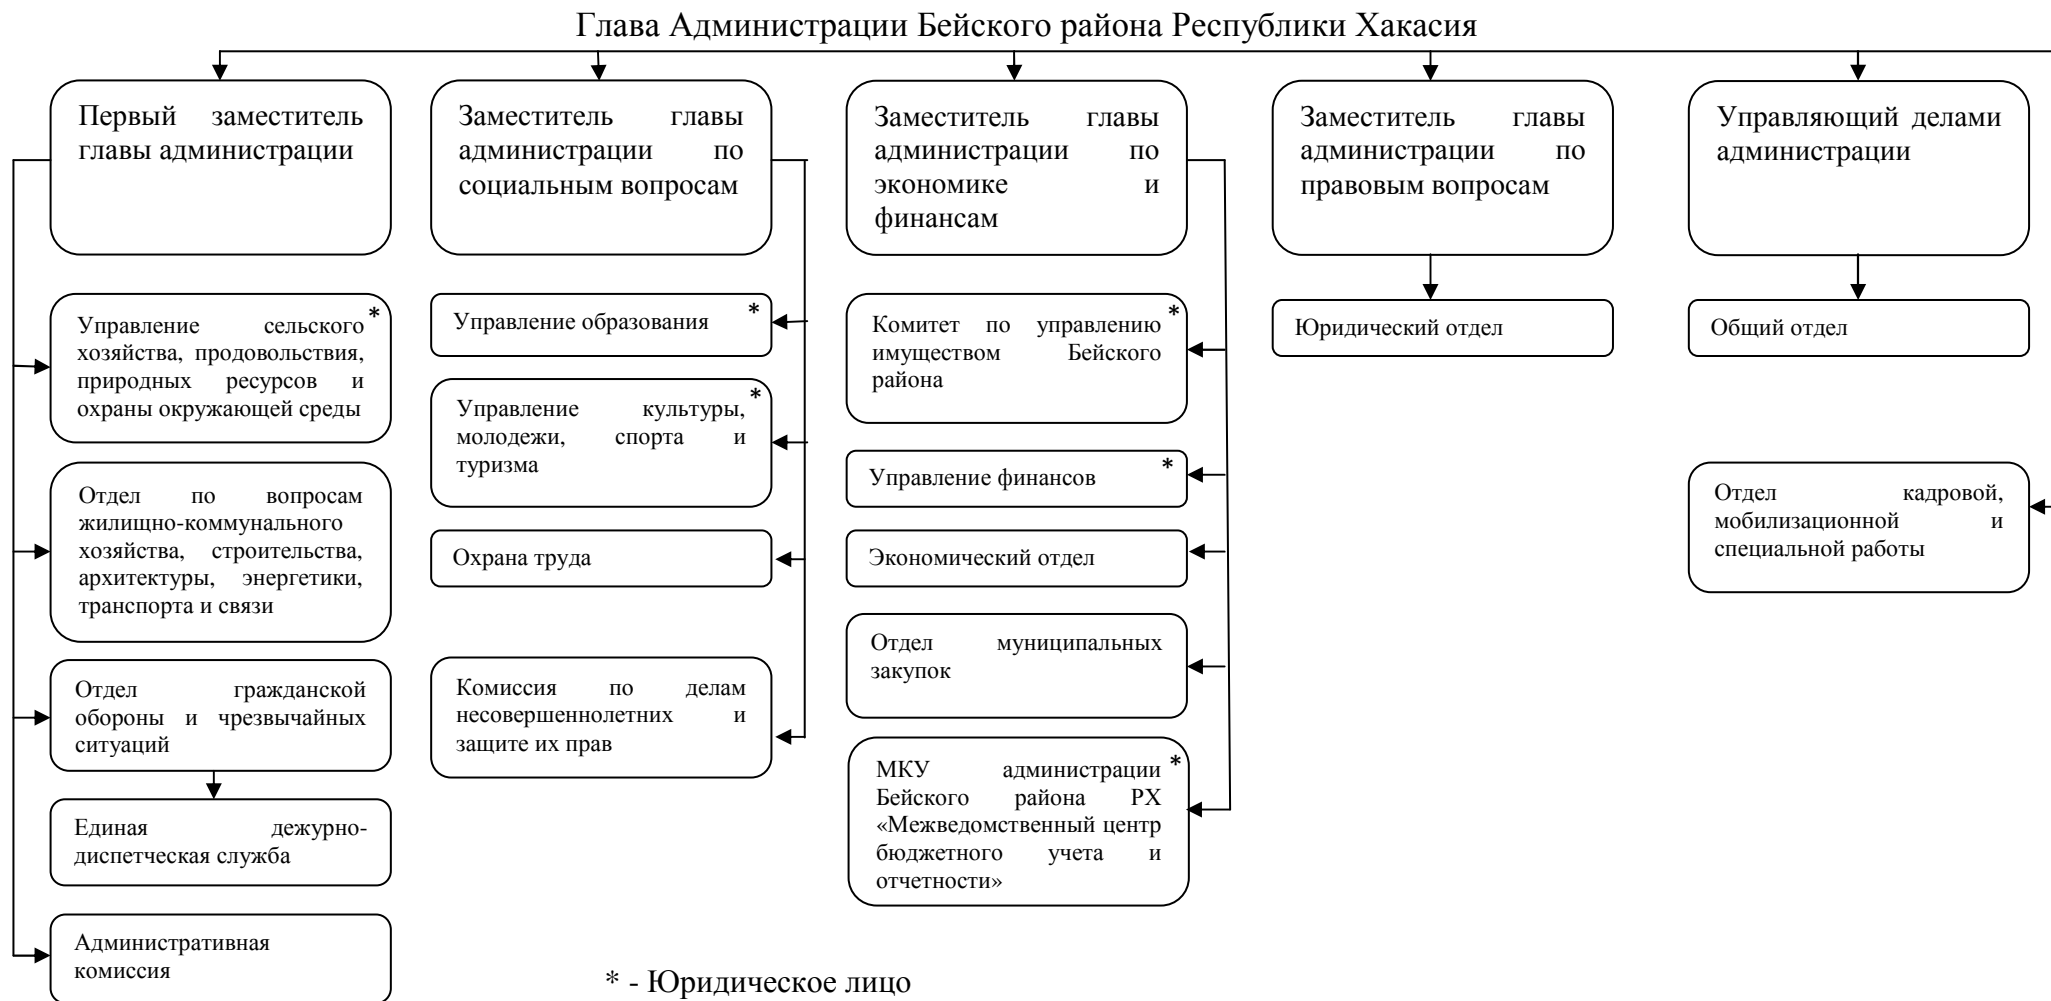 Глава Администрации Бейского района Республики Хакасия
Первый заместитель
главы администрации
Заместитель главы
администрации по
социальным вопросам
Заместитель главы
администрации по
экономике и
финансам
Заместитель главы
администрации по
правовым вопросам
Управляющий делами
администрации
Управление сельского *
хозяйства, продовольствия,
природных ресурсов и
охраны окружающей среды
Отдел по вопросам
жилищно-коммунального
хозяйства, строительства,
архитектуры, энергетики,
транспорта и связи
Отдел гражданской
обороны и чрезвычайных
ситуаций
Единая дежурно-
диспетческая служба
Административная
комиссия
Управление образования *
Управление культуры, *
молодежи, спорта и
туризма
Охрана труда
Комиссия по делам
несовершеннолетних и
защите их прав
Комитет по управлению *
имуществом Бейского
района
Управление финансов *
Экономический отдел
Отдел муниципальных
закупок
МКУ администрации *
Бейского района РХ
«Межведомственный центр
бюджетного учета и
отчетности»
Юридический отдел
Общий отдел
Отдел кадровой,
мобилизационной и
специальной работы
* - Юридическое лицо